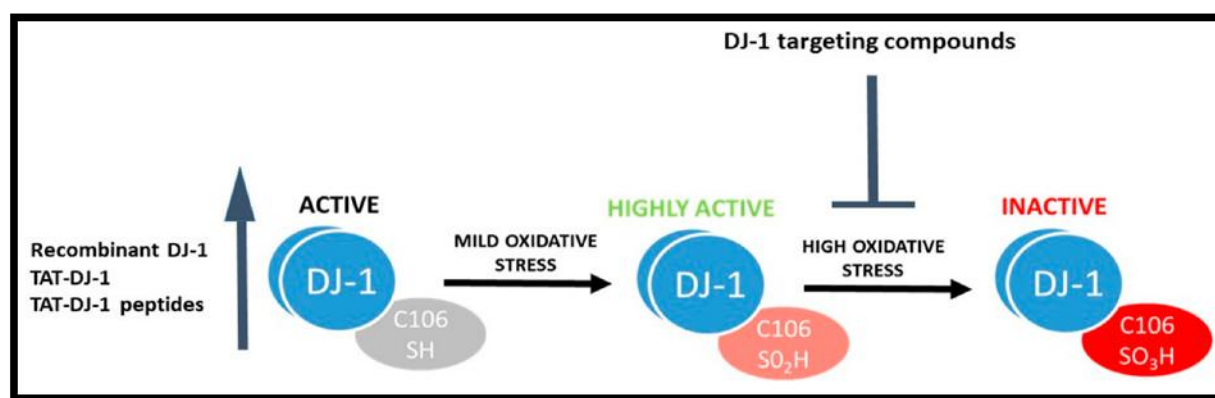 DJ-1 targeting compounds
ACTIVE
HIGHLY ACTIVE
INACTIVE
Recombinant DJ-1
TAT-DJ-1
TAT-DJ-1 peptides
DJ-1
MILD OXIDATIVE
STRESS
DJ-1
HIGH OXIDATIVE
STRESS
DJ-1
C106
SH
C106
S0₂H
C106
SO₃H